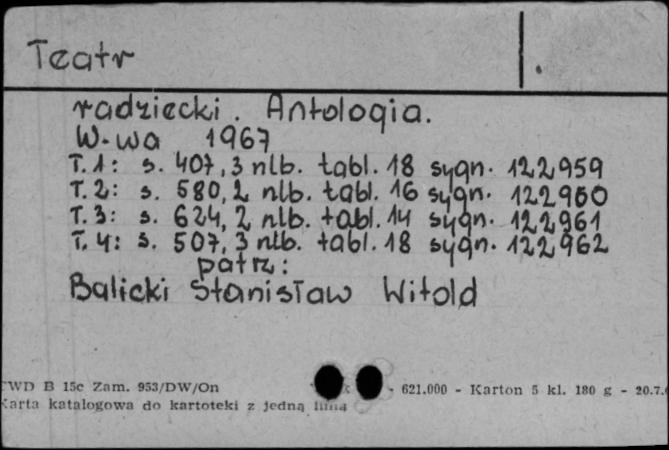 Teatr
radziecki. Antologia.
W-wa 1967
T.1: s. 407, 3 nlb. tabl. 18 sygn. 122959
T.2: s. 580, 2 nlb. tabl. 16 sygn. 122960
T.3: s. 624, 2 nlb. tabl. 14 sygn. 122961
T.4: s. 507, 3 nlb. tabl. 18 sygn. 122962
patrz:
Balicki Stanisław Witold
CWD B 15c Zam. 953/DW/On - 621.000 - Karton 5 kl. 180 g - 20.7.
Karta katalogowa do kartoteki z jedną linią